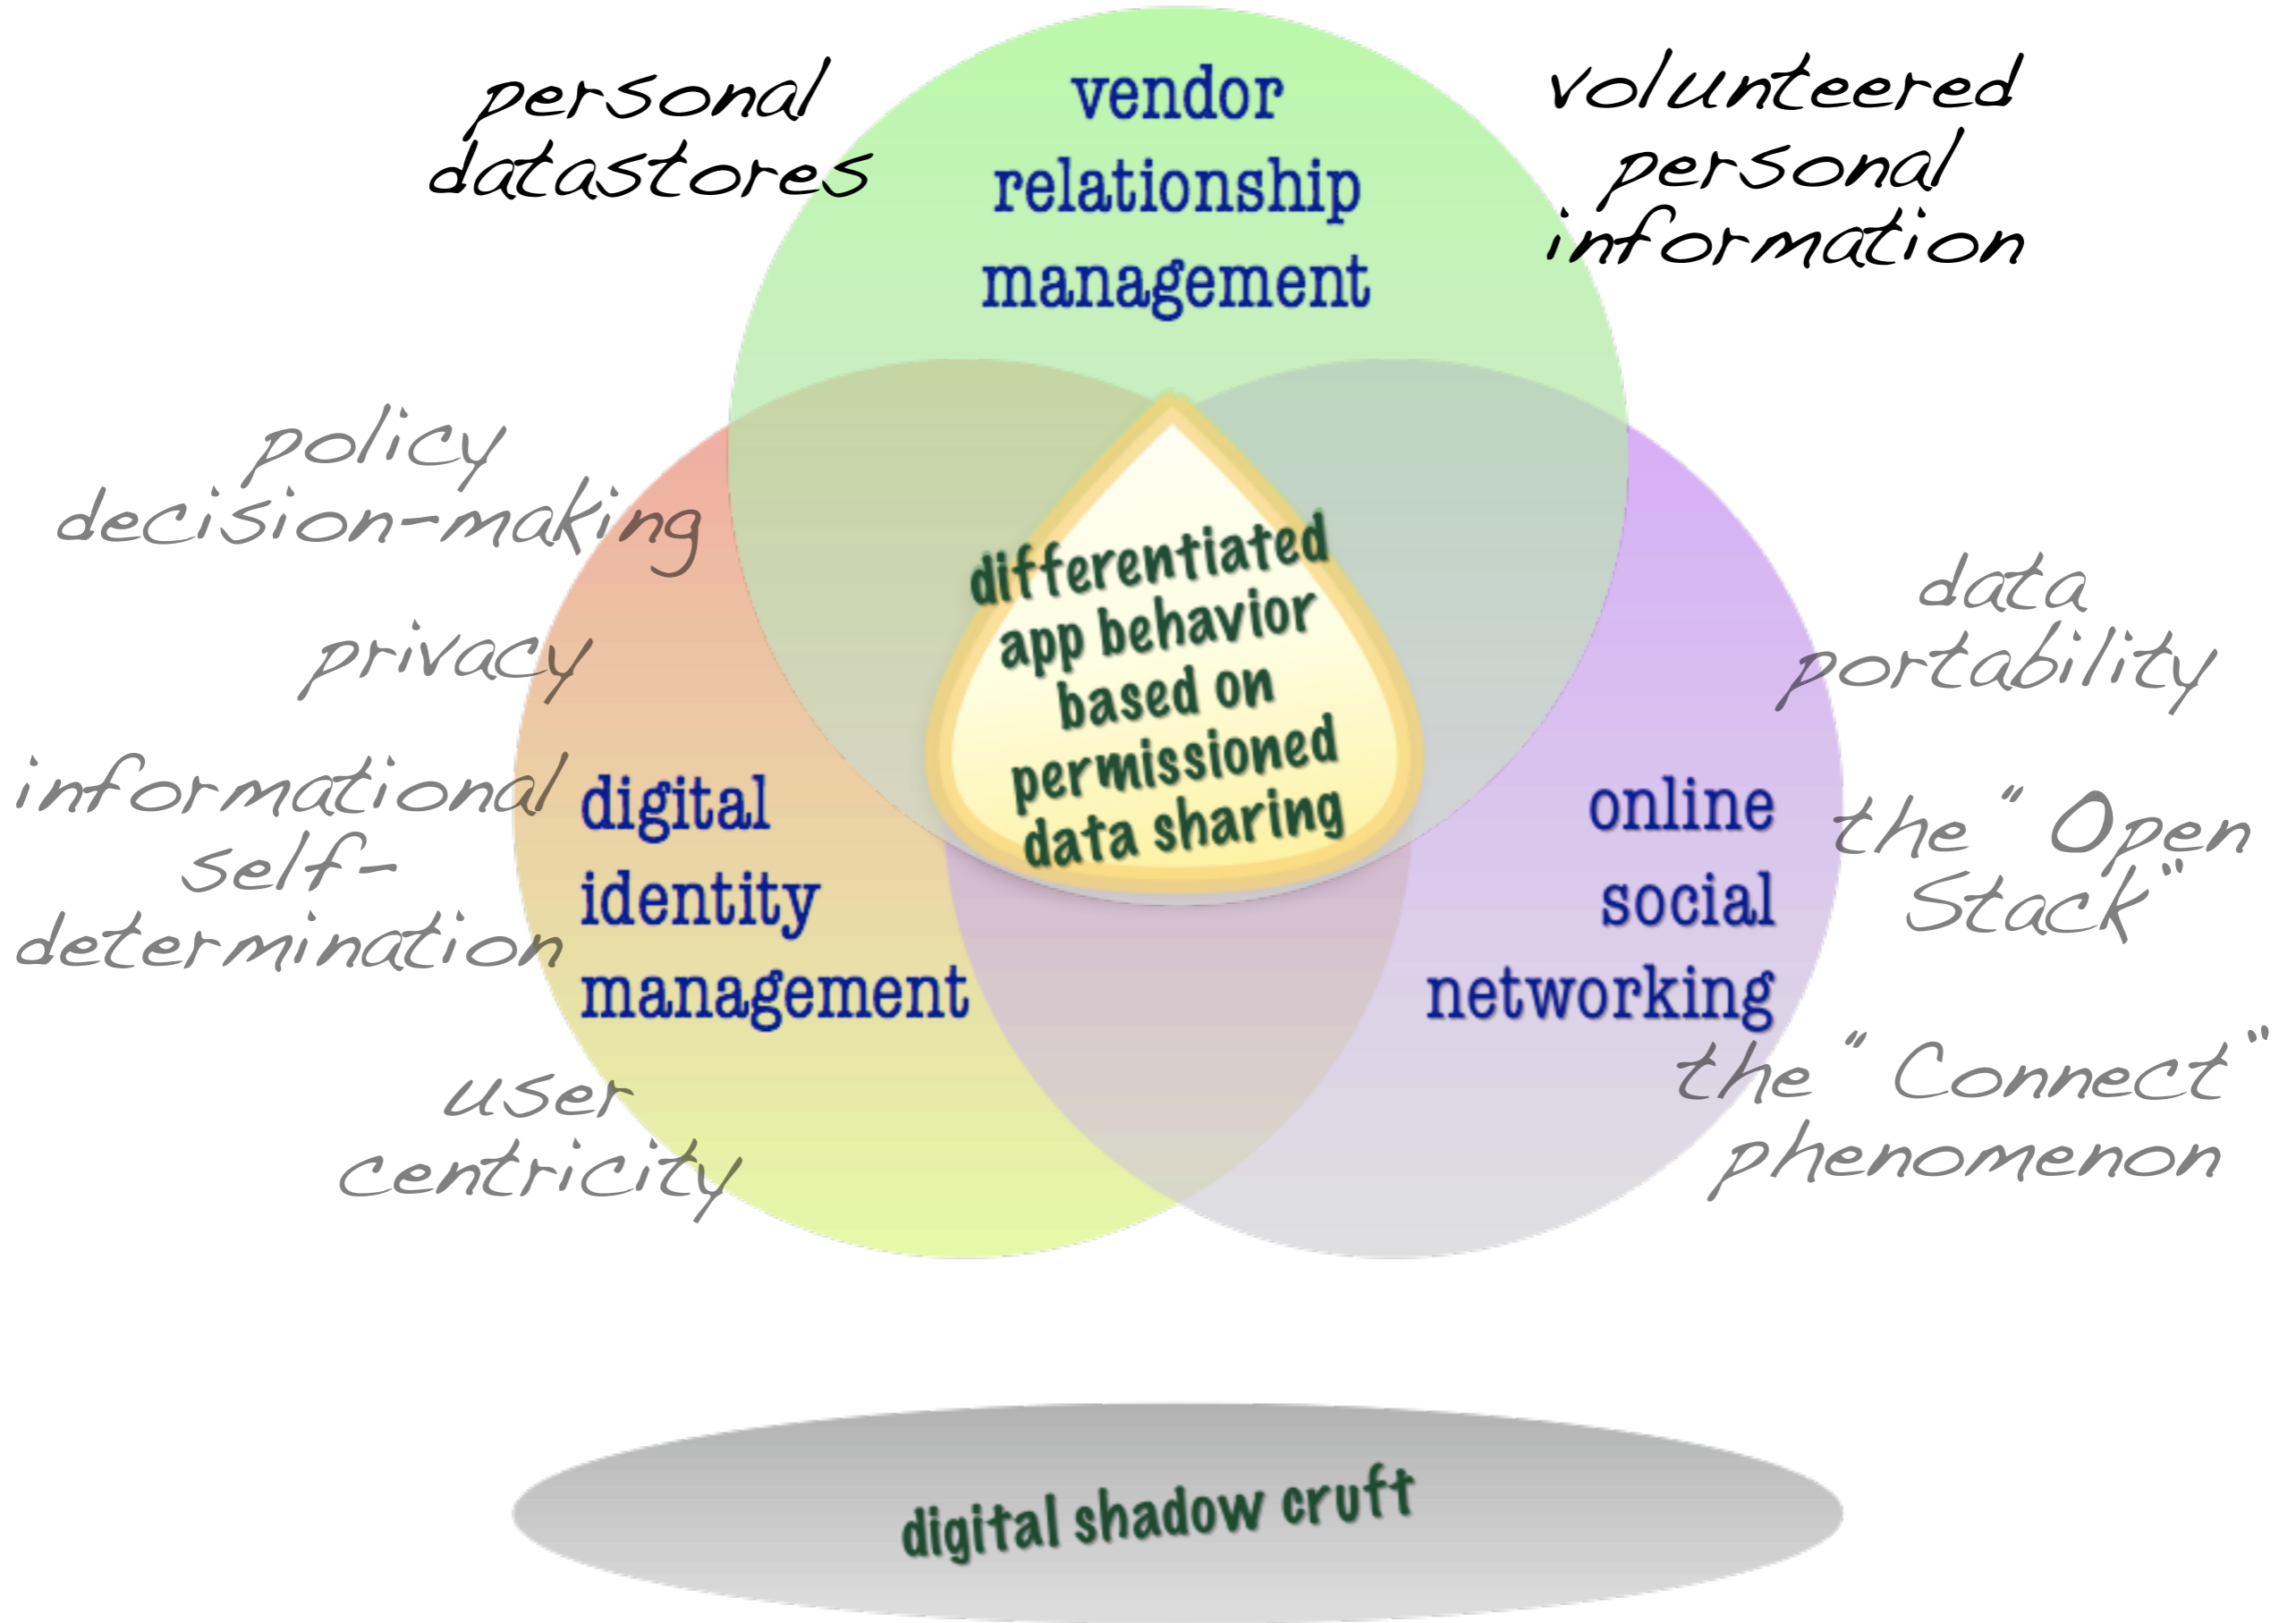 personal
datastores
vendor
relationship
management
volunteered
personal
information
policy
decision-making
privacy
informational
self-
determination
user
centricity
digital
identity
management
differentiated
app behavior
based on
permissioned
data sharing
online
social
networking
data
portability
the "Open
Stack"
the "Connect"
phenomenon
digital shadow cruft